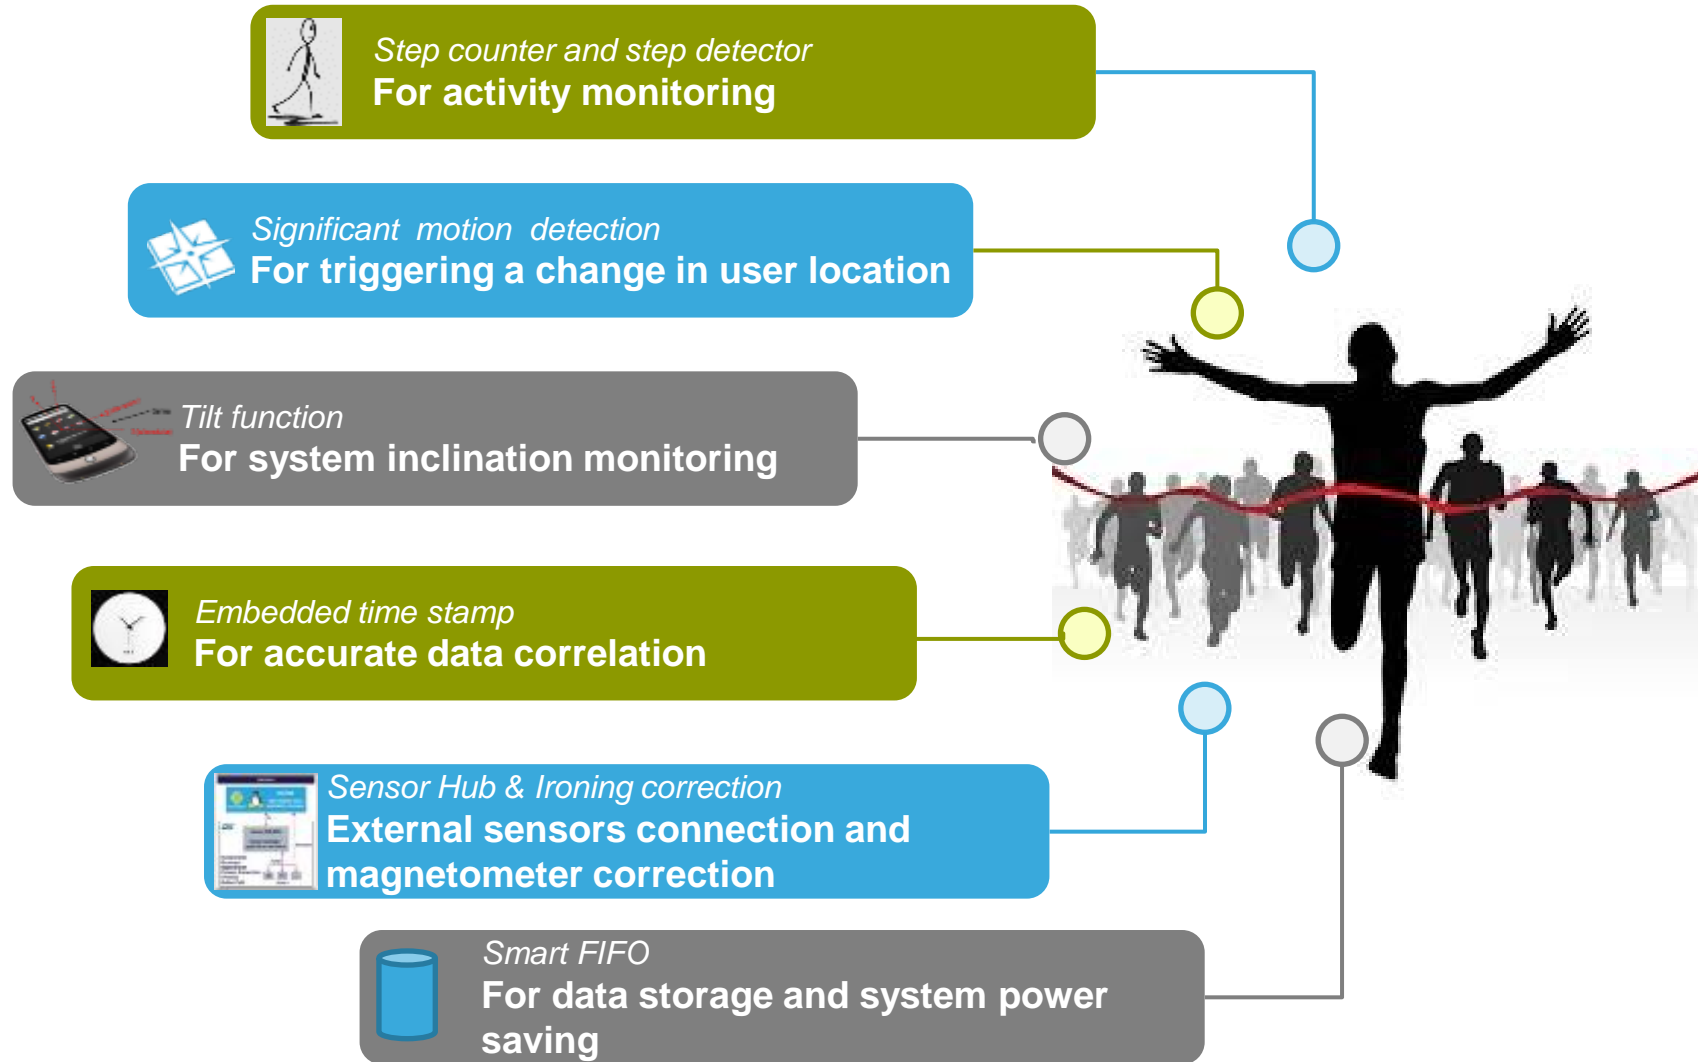 Step counter and step detector
For activity monitoring
Significant motion detection
For triggering a change in user location
Tilt function
For system inclination monitoring
Embedded time stamp
For accurate data correlation
Sensor Hub & Ironing correction
External sensors connection and
magnetometer correction
Smart FIFO
For data storage and system power
saving